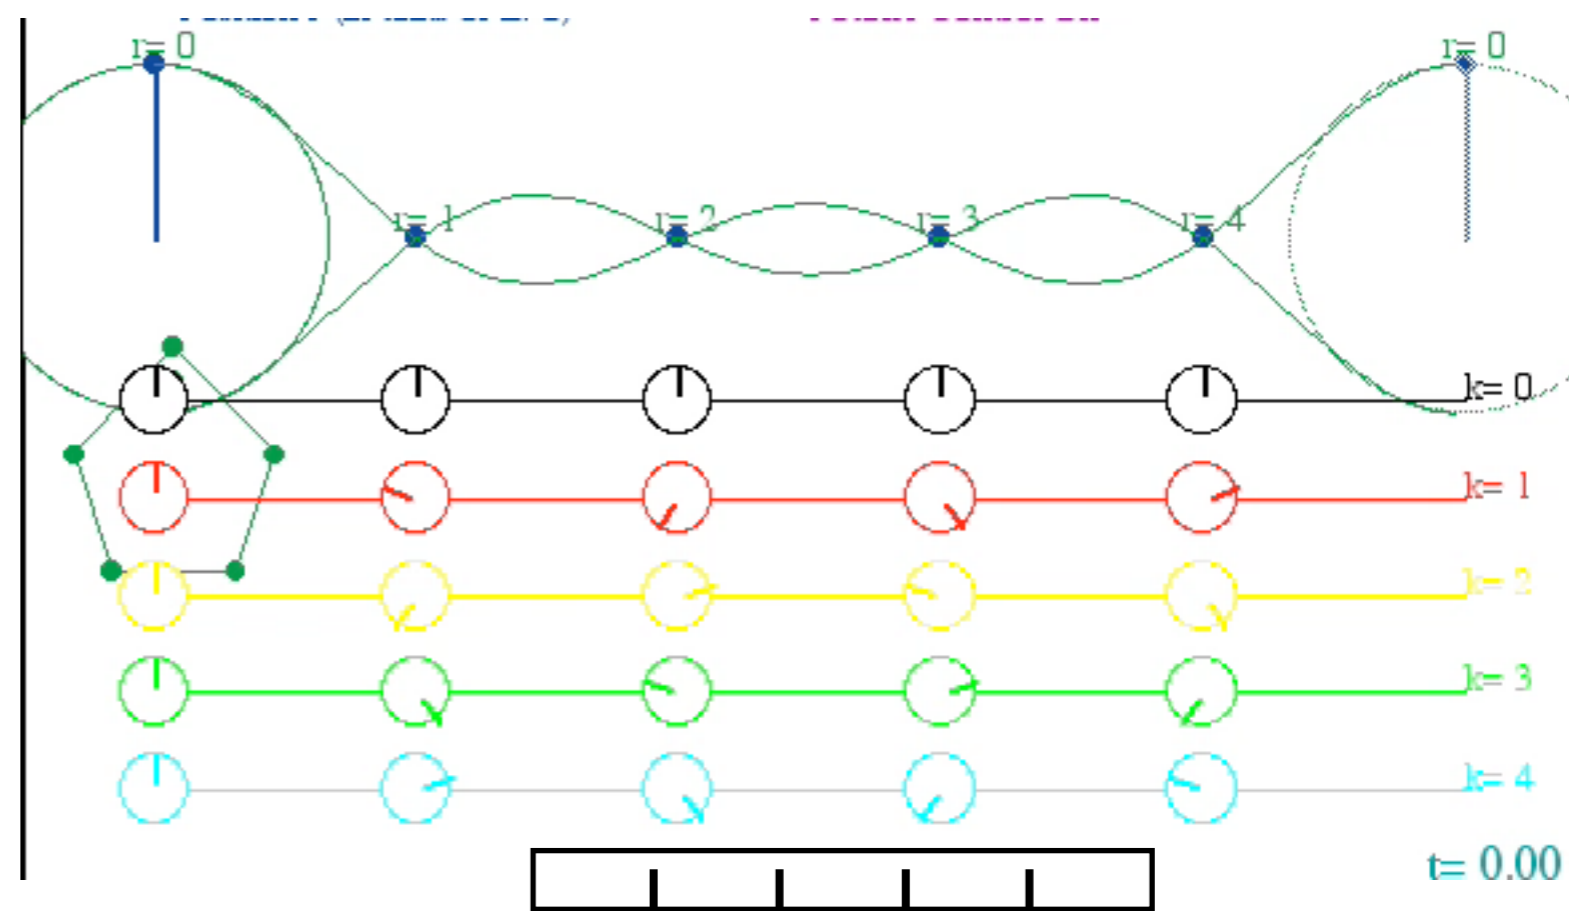 r= 0
r= 0
r= 1
r= 2
r= 3
r= 4
k= 0
k= 1
k= 2
k= 3
k= 4
t= 0.00